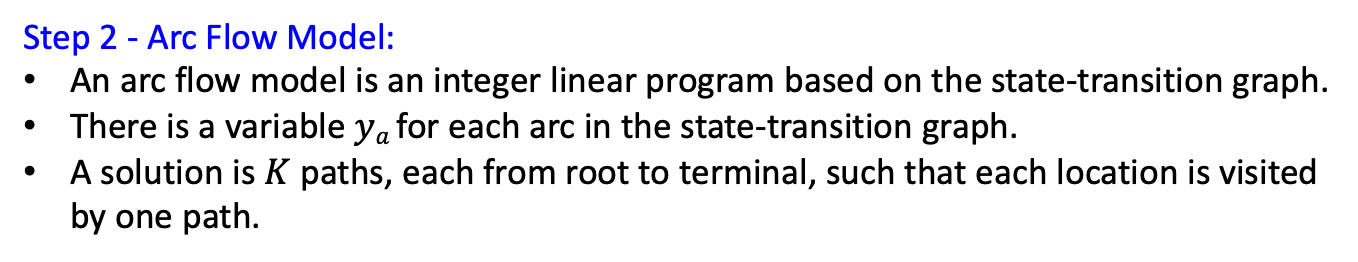 Step 2 - Arc Flow Model:
• An arc flow model is an integer linear program based on the state-transition graph.
• There is a variable yₐ for each arc in the state-transition graph.
• A solution is K paths, each from root to terminal, such that each location is visited
by one path.